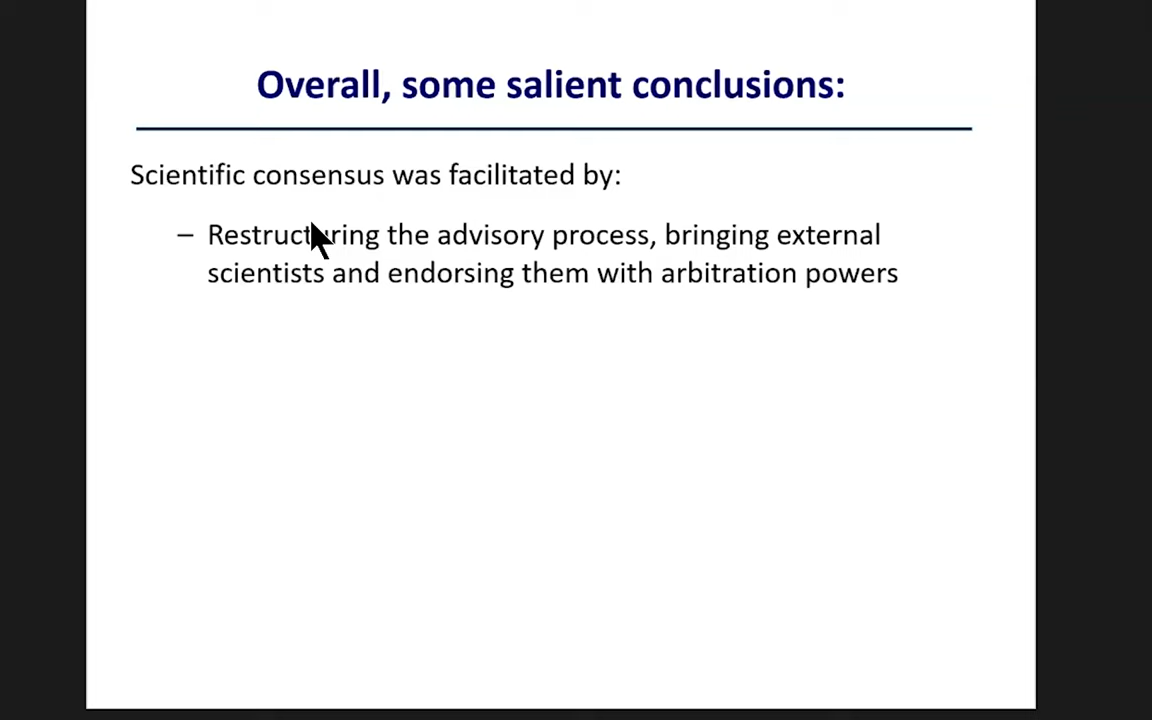 Overall, some salient conclusions:
Scientific consensus was facilitated by:
– Restructuring the advisory process, bringing external
scientists and endorsing them with arbitration powers